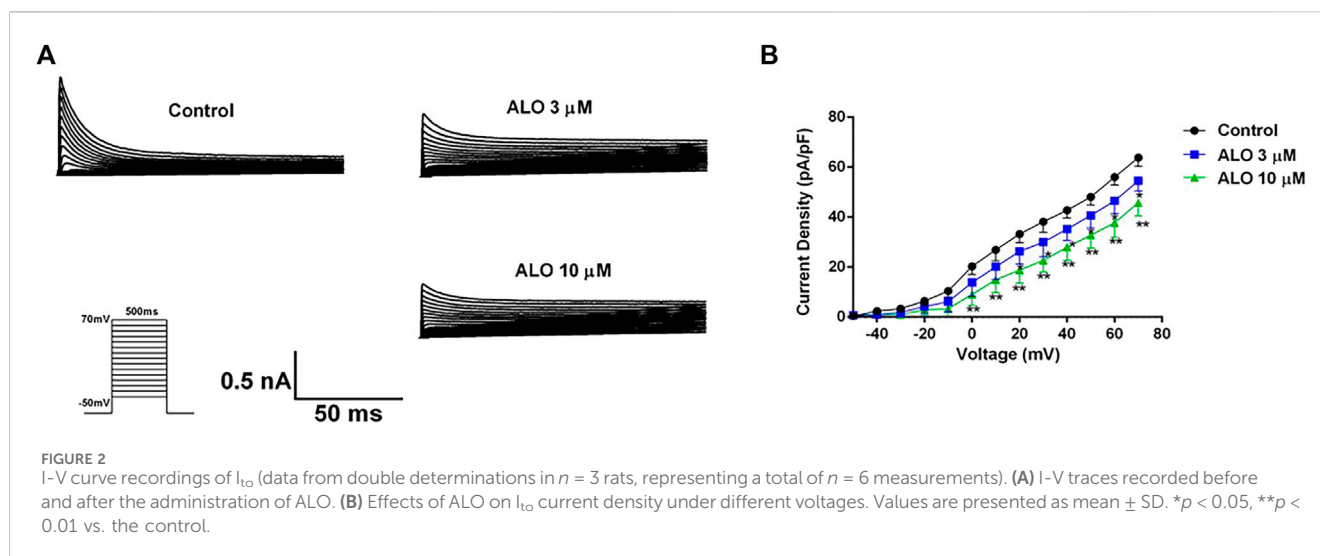 A
Control
ALO 3 μM
ALO 10 μM
70mV
500ms
-50mV
0.5 nA
50 ms
B
Current Density (pA/pF)
80
60
40
20
0
-40
-20
0
20
40
60
80
Voltage (mV)
Control
ALO 3 μM
ALO 10 μM
* * * * * * * *
** ** ** ** ** ** ** **
FIGURE 2
I-V curve recordings of Ito (data from double determinations in n = 3 rats, representing a total of n = 6 measurements). (A) I-V traces recorded before
and after the administration of ALO. (B) Effects of ALO on Ito current density under different voltages. Values are presented as mean ± SD. *p < 0.05, **p <
0.01 vs. the control.